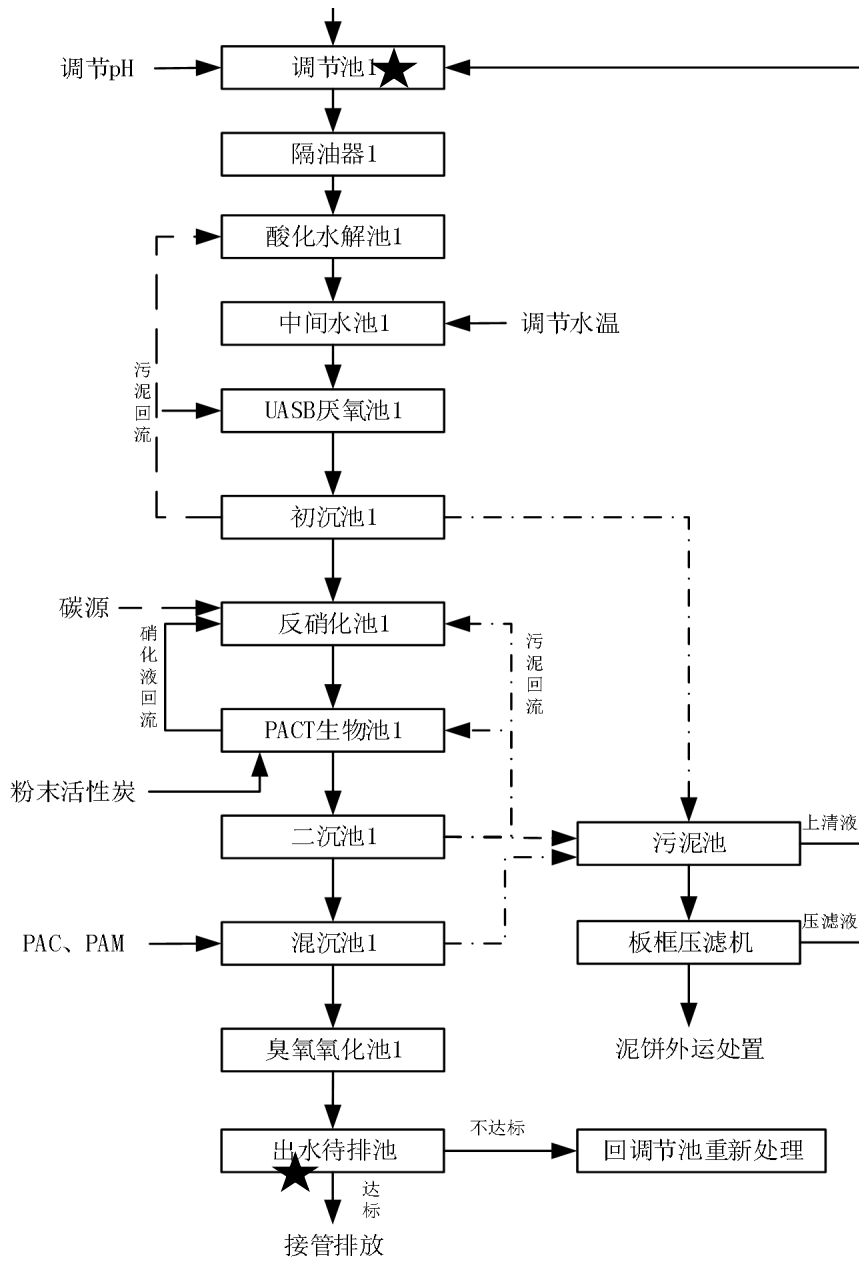 调节pH
调节池1
隔油器1
酸化水解池1
中间水池1
调节水温
污泥回流
UASB厌氧池1
初沉池1
碳源
反硝化池1
硝化液回流
污泥回流
PACT生物池1
粉末活性炭
二沉池1
污泥池
上清液
PAC、PAM
混沉池1
板框压滤机
压滤液
泥饼外运处置
臭氧氧化池1
出水待排池
不达标
回调节池重新处理
达标
接管排放